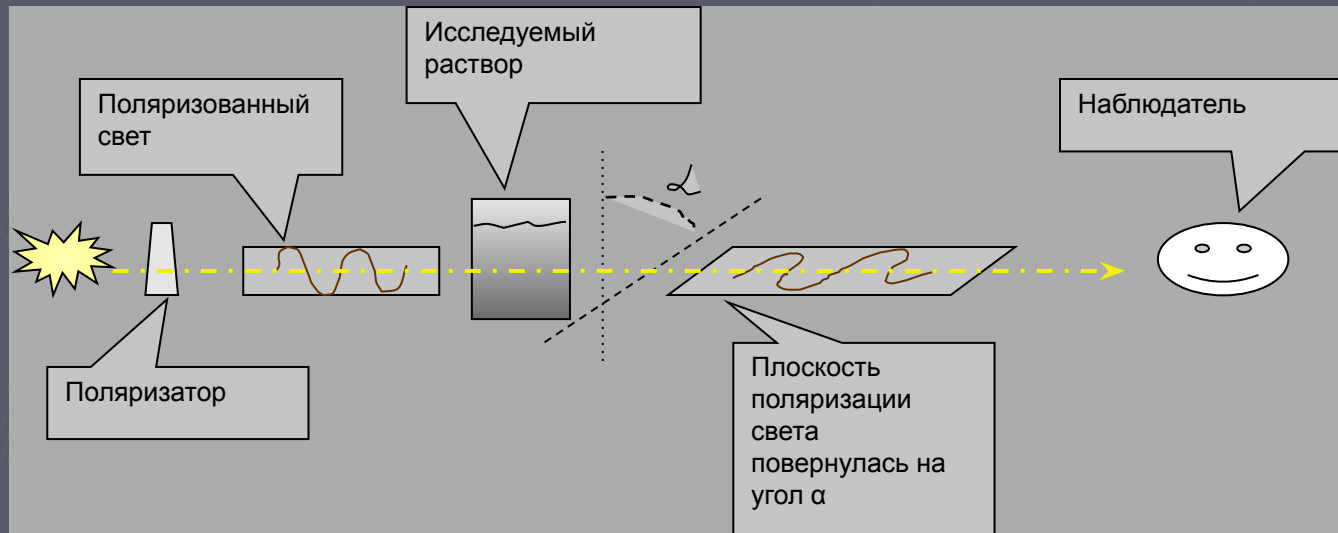 Исследуемый
раствор
Поляризованный
свет
Наблюдатель
Поляризатор
Плоскость
поляризации
света
повернулась на
угол α